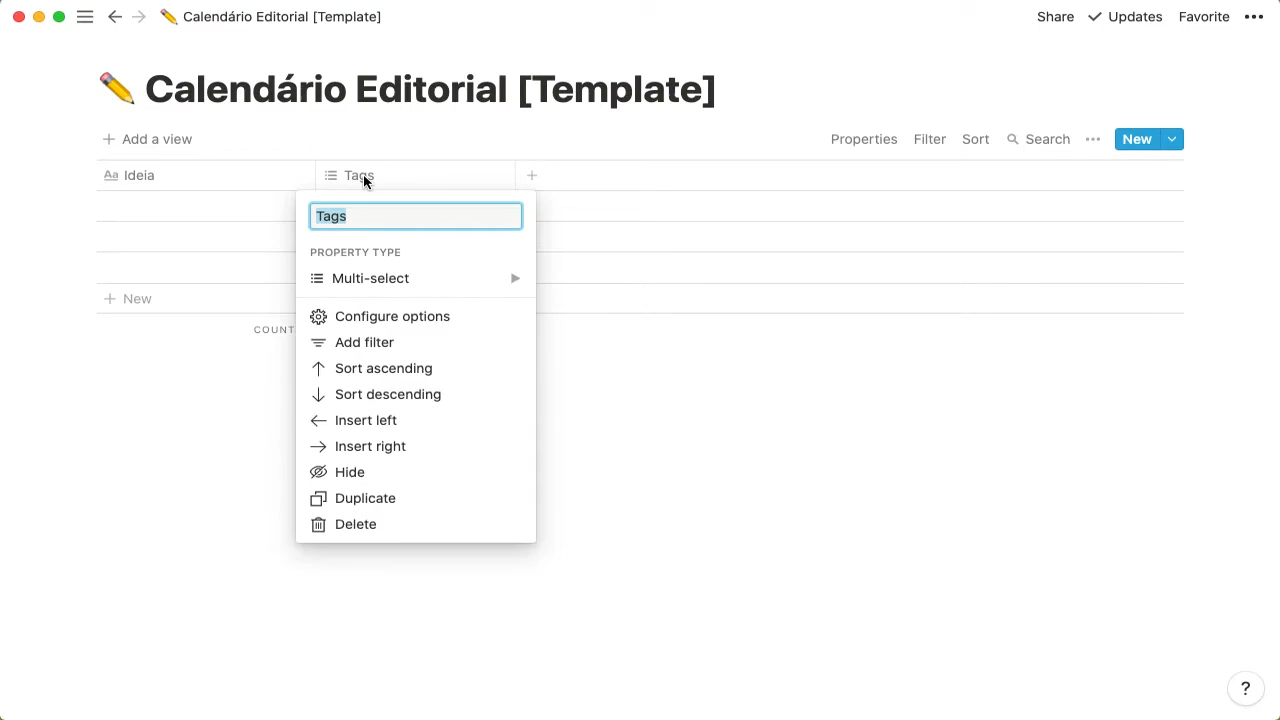 Calendário Editorial [Template]
Share
Updates
Favorite
Calendário Editorial [Template]
Add a view
Properties
Filter
Sort
Search
New
Aa Ideia
Tags
Tags
PROPERTY TYPE
Multi-select
Configure options
Add filter
Sort ascending
Sort descending
Insert left
Insert right
Hide
Duplicate
Delete
New
COUNT
?